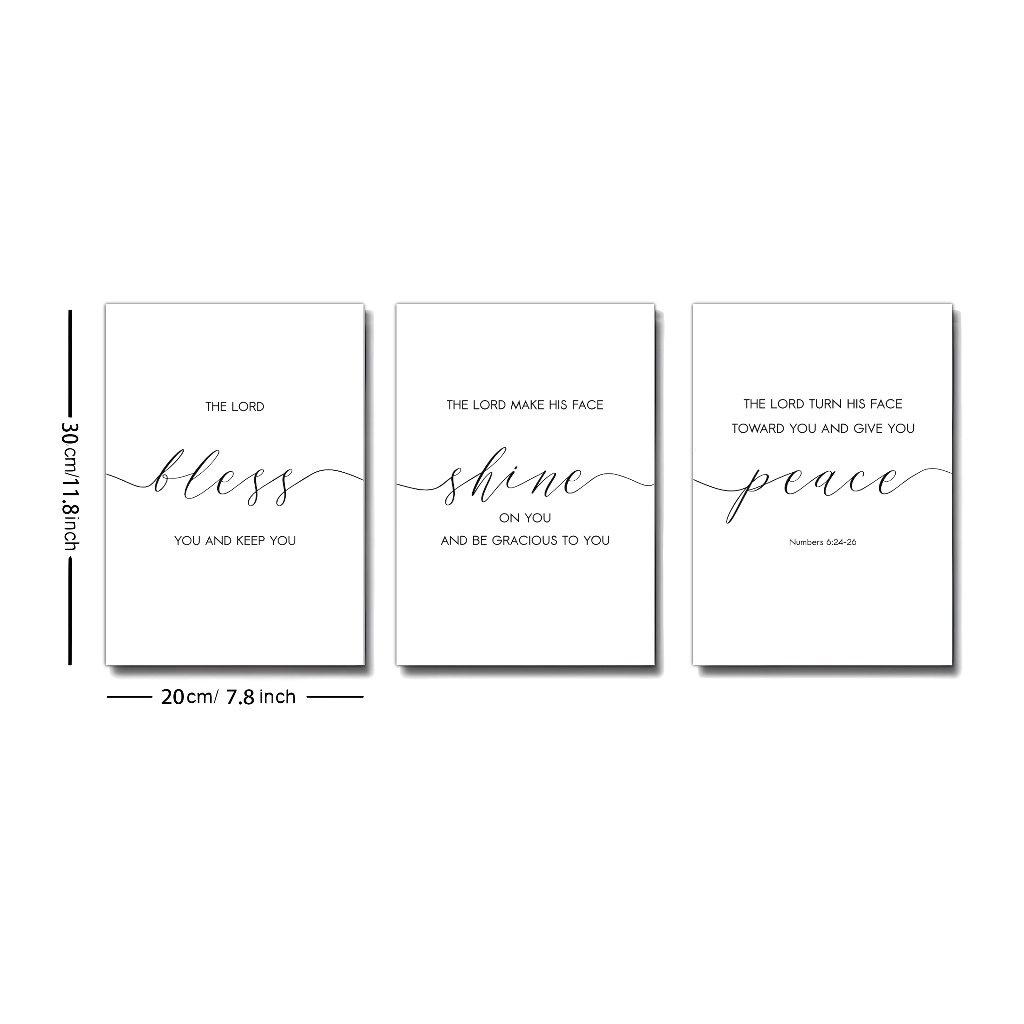 30cm/11.8inch
THE LORD
bless
YOU AND KEEP YOU
THE LORD MAKE HIS FACE
shine
ON YOU
AND BE GRACIOUS TO YOU
THE LORD TURN HIS FACE
TOWARD YOU AND GIVE YOU
peace
Numbers 6:24-26
20cm/ 7.8 inch